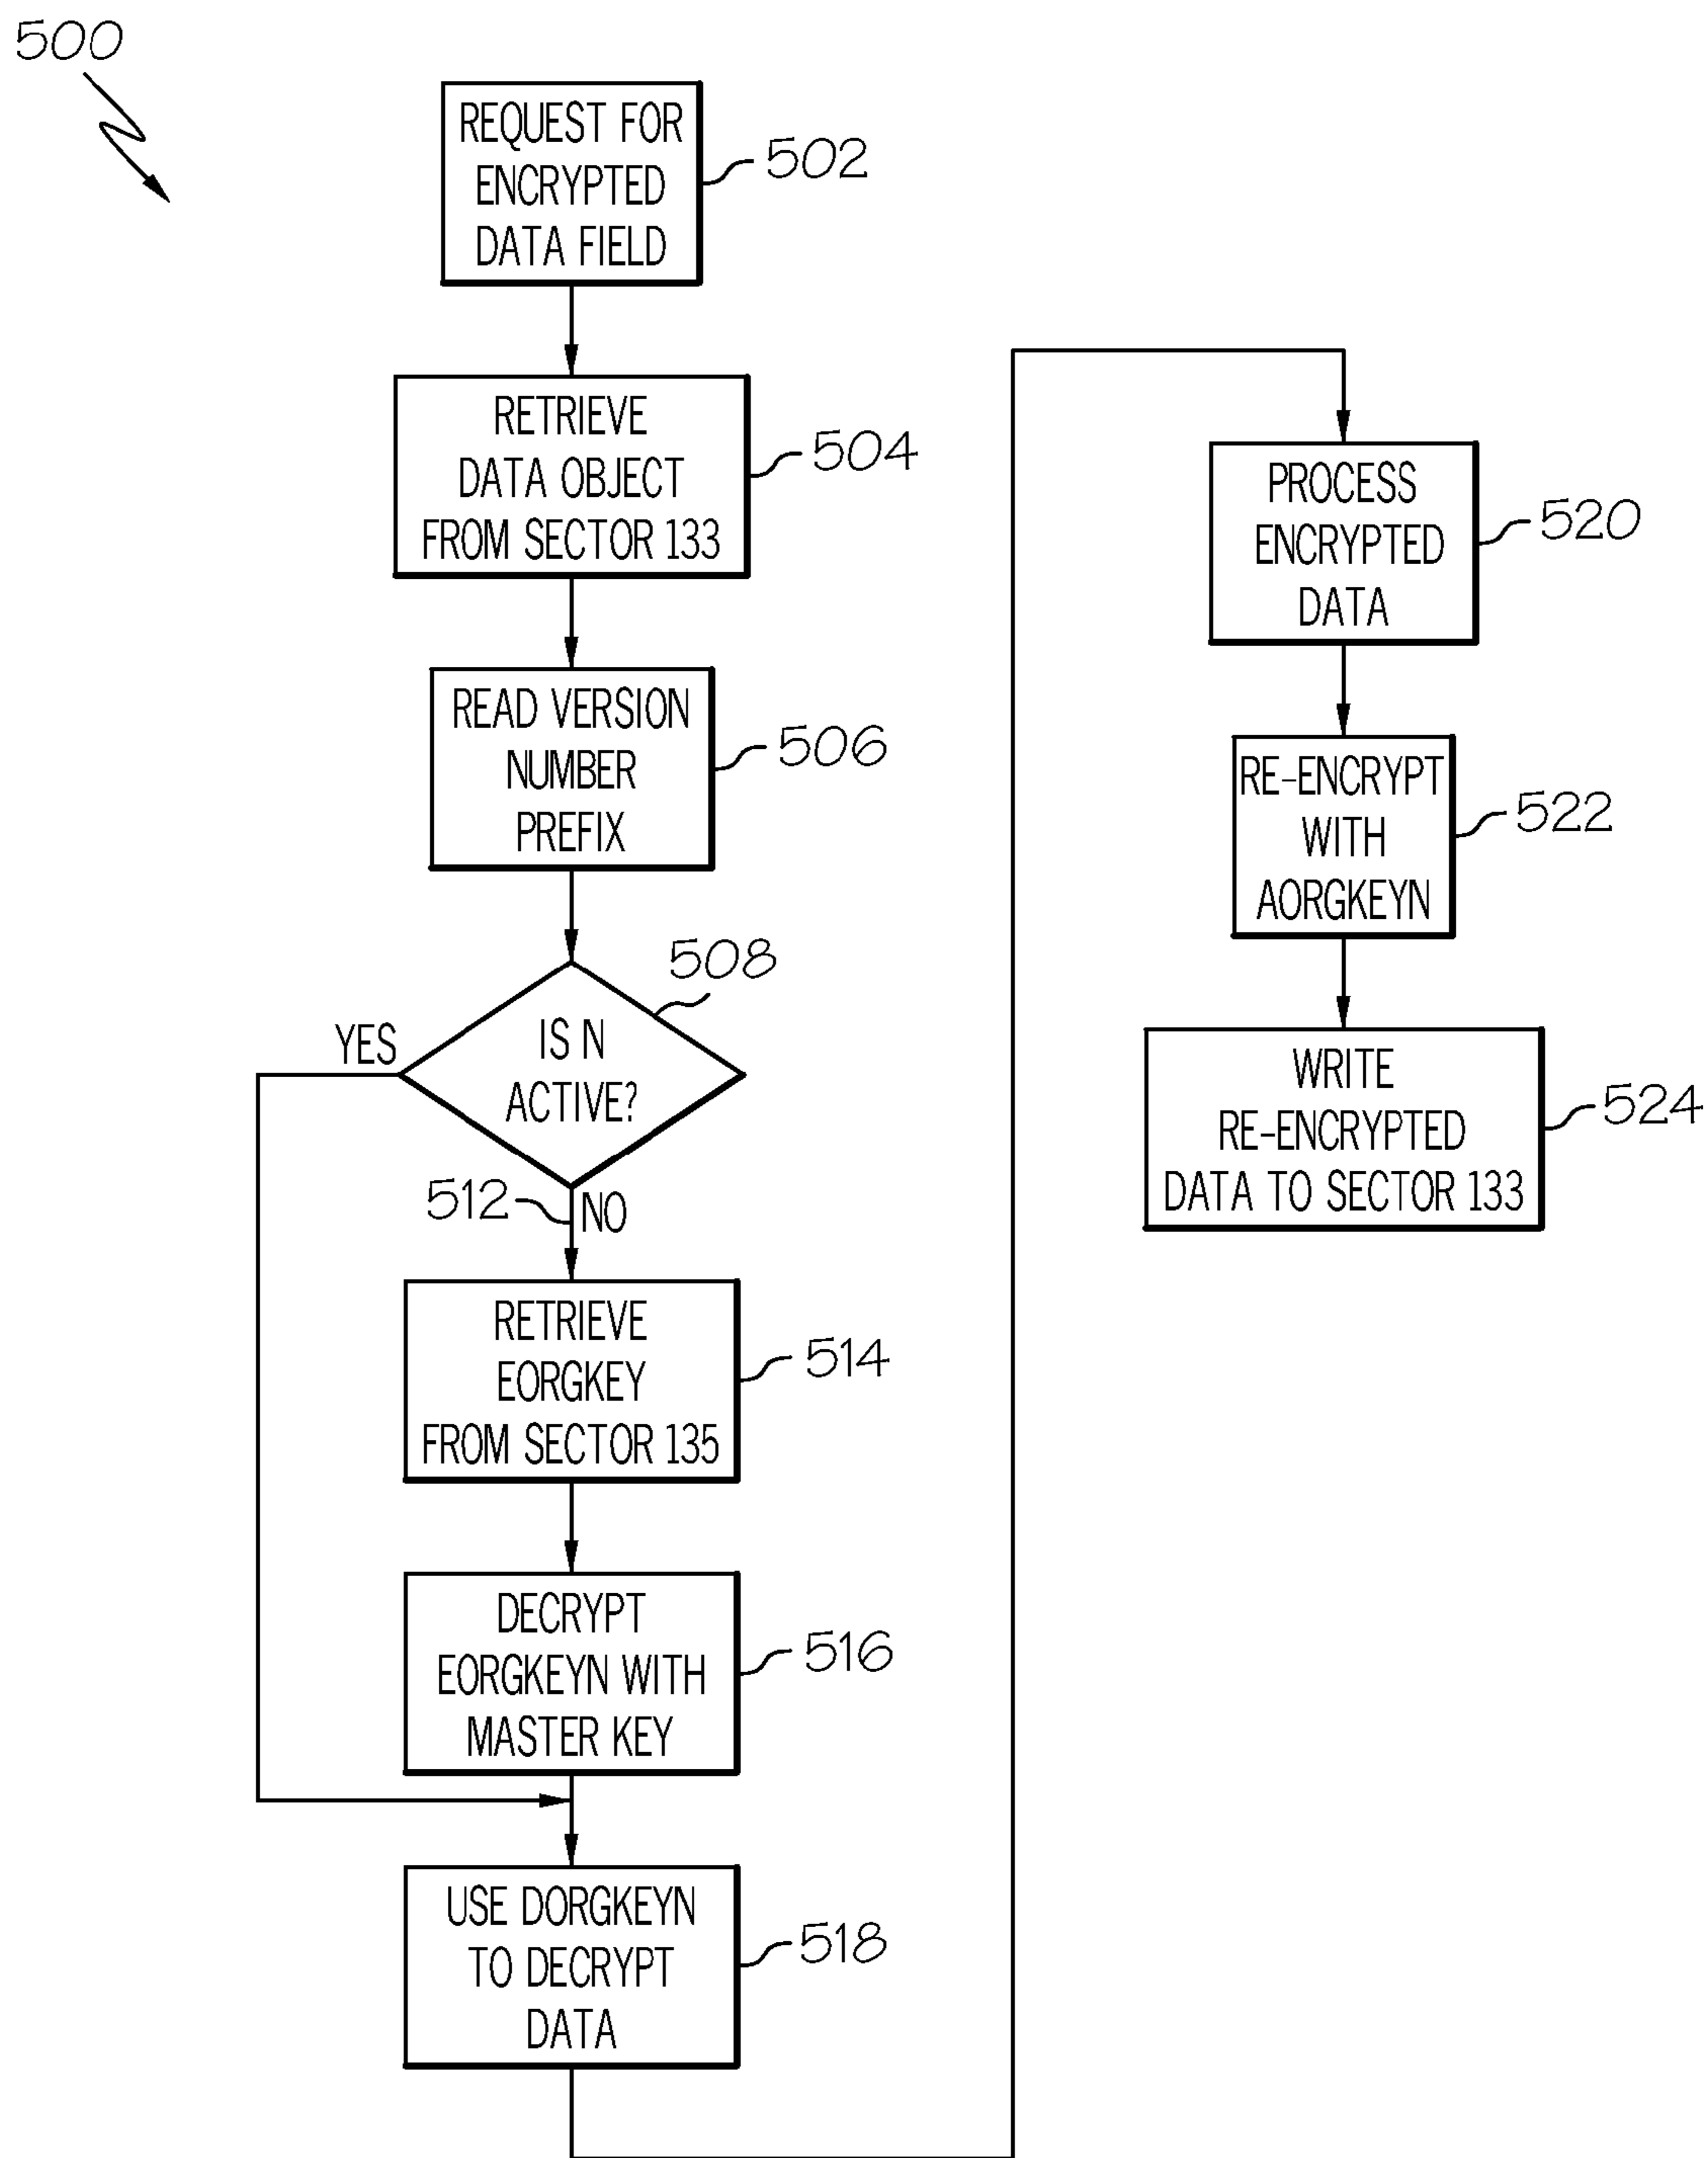 500
REQUEST FOR
ENCRYPTED
DATA FIELD
502
RETRIEVE
DATA OBJECT
FROM SECTOR 133
504
READ VERSION
NUMBER
PREFIX
506
508
IS N
ACTIVE?
YES
512
NO
RETRIEVE
EORGKEY
FROM SECTOR 135
514
DECRYPT
EORGKEYN WITH
MASTER KEY
516
USE DORGKEYN
TO DECRYPT
DATA
518
PROCESS
ENCRYPTED
DATA
520
RE-ENCRYPT
WITH
AORGKEYN
522
WRITE
RE-ENCRYPTED
DATA TO SECTOR 133
524